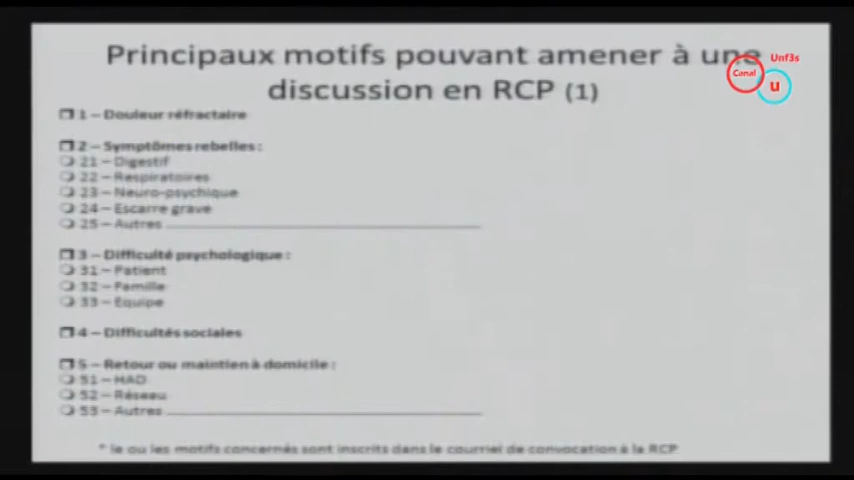 Principaux motifs pouvant amener à une
discussion en RCP (1)
Unf3s
Canal
u
1 – Douleur réfractaire
2 – Symptômes rebelles :
21 – Digestif
22 – Respiratoires
23 – Neuro-psychique
24 – Escarre grave
25 – Autres
3 – Difficulté psychologique :
31 – Patient
32 – Famille
33 – Equipe
4 – Difficultés sociales
5 – Retour ou maintien à domicile :
51 – HAD
52 – Réseau
53 – Autres
* le ou les motifs concernés sont inscrits dans le courriel de convocation à la RCP